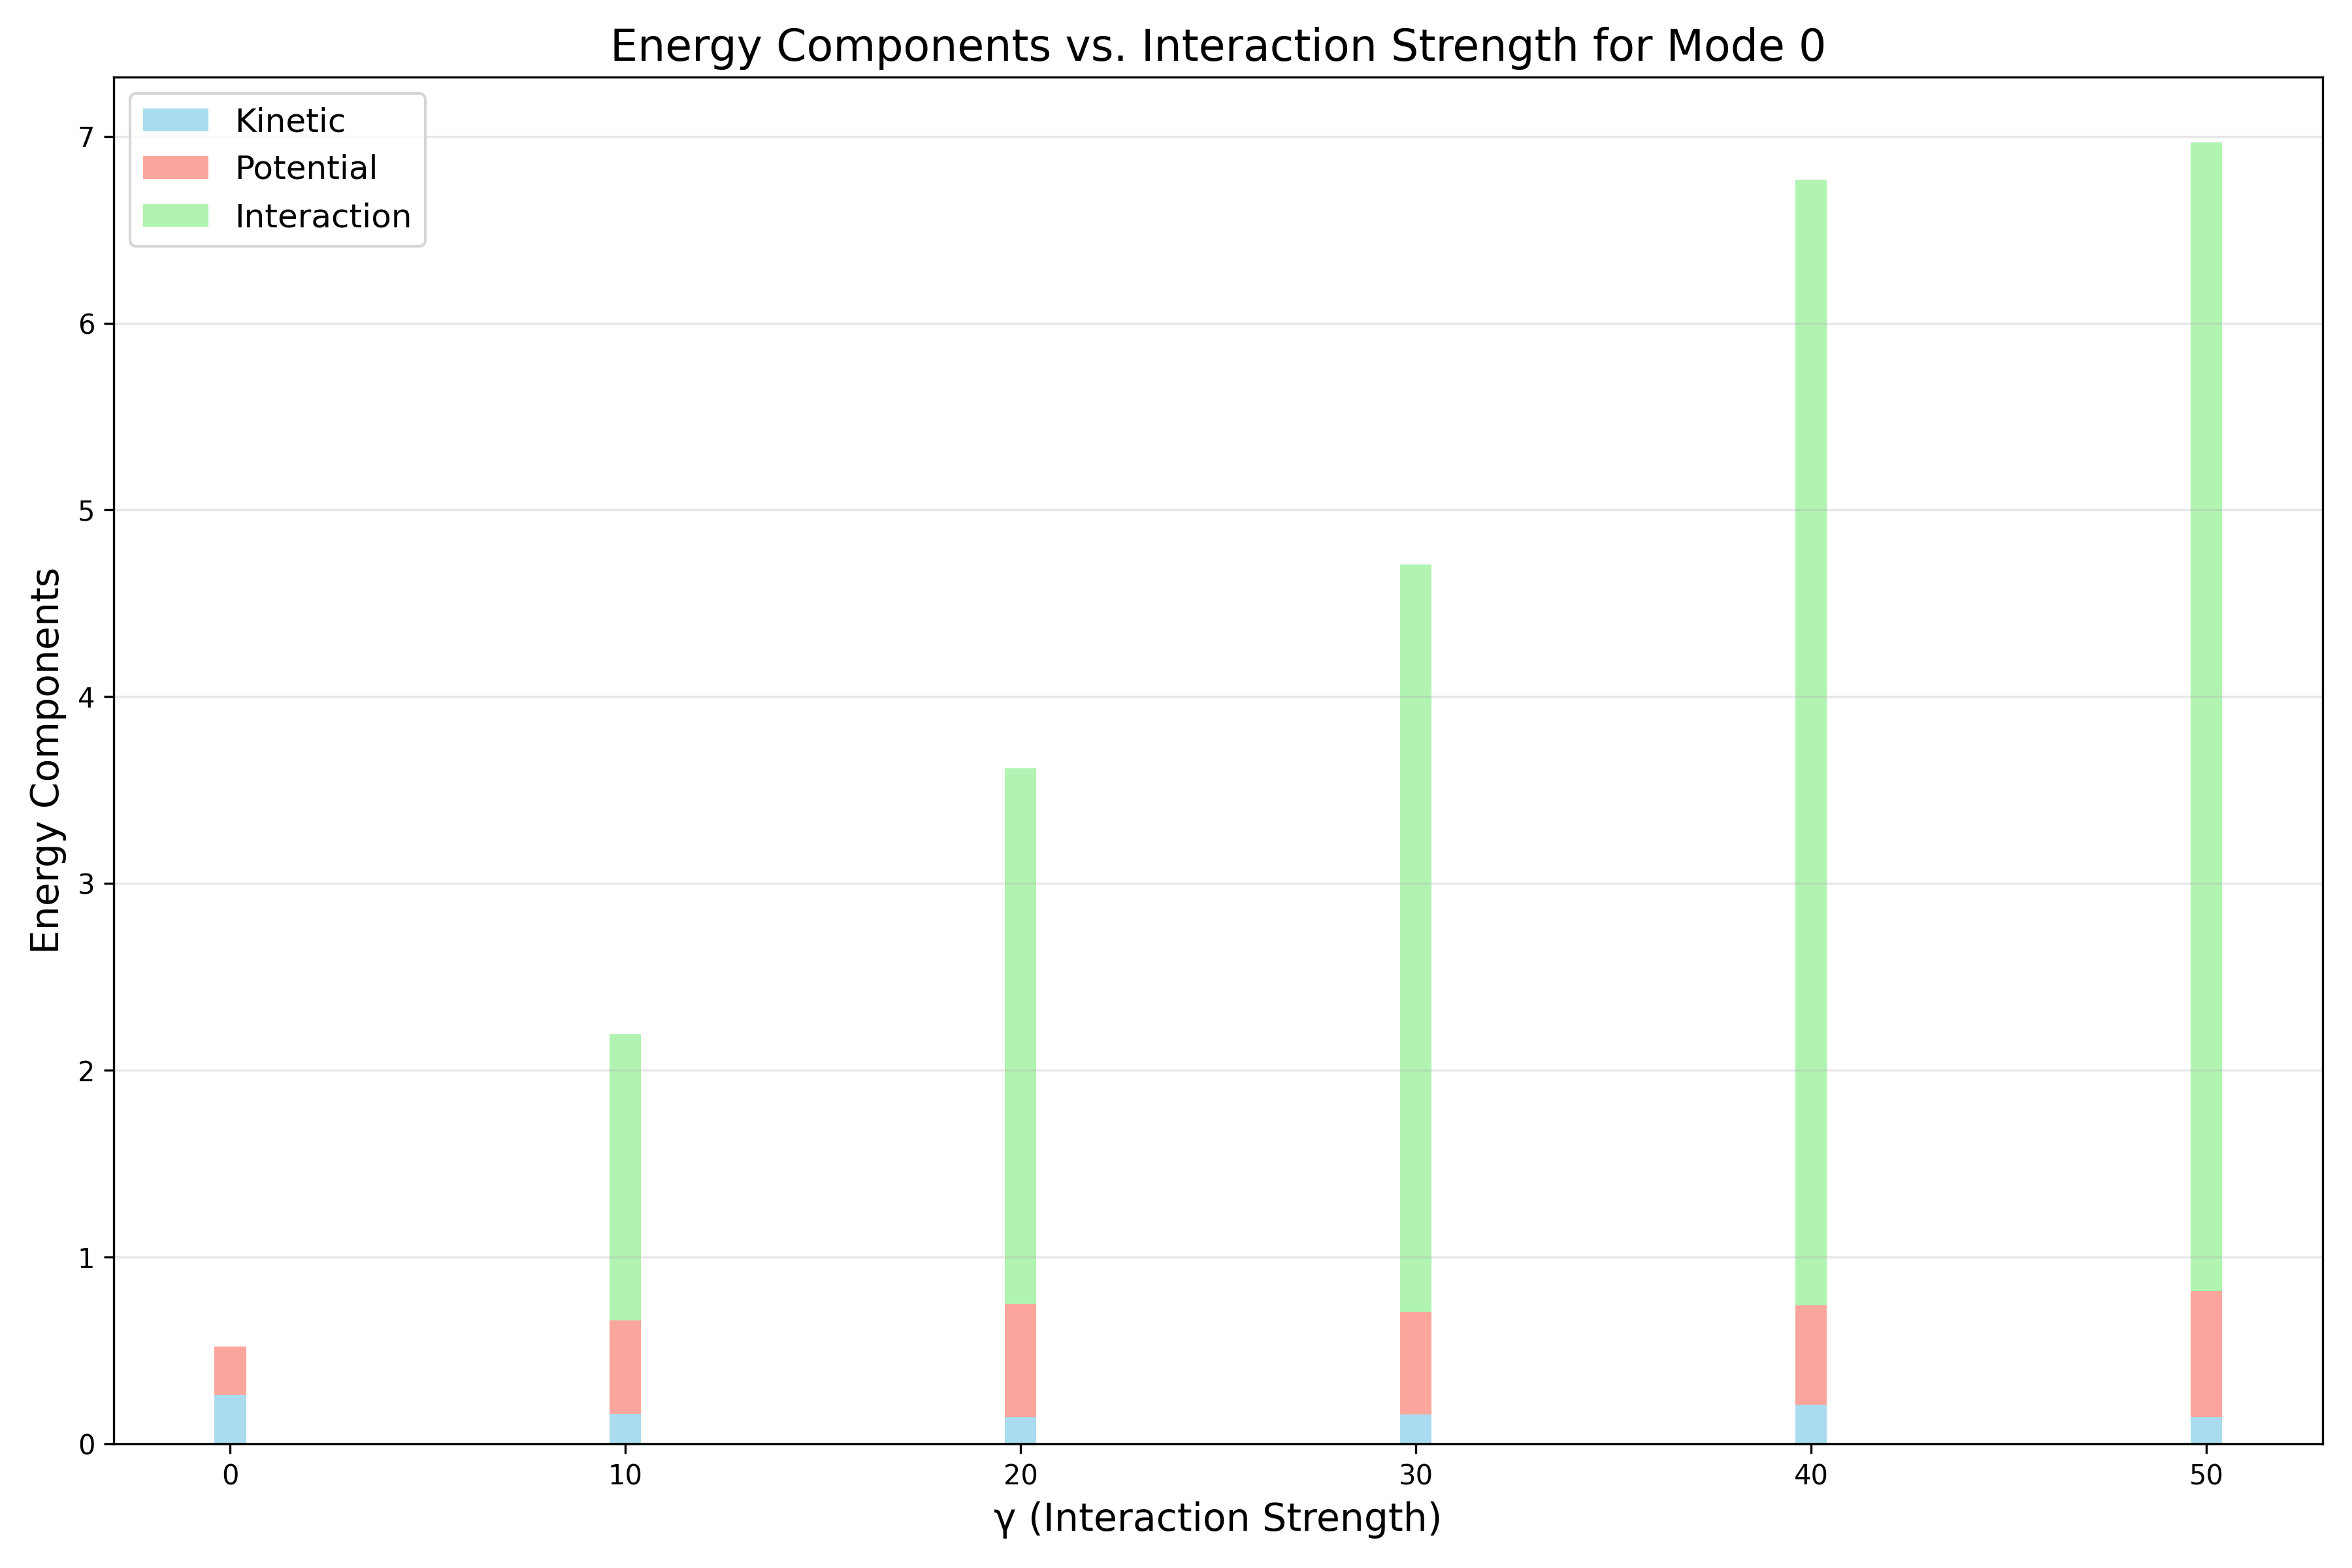 Energy Components vs. Interaction Strength for Mode 0
Kinetic
Potential
Interaction
Energy Components
7
6
5
4
3
2
1
0
0 10 20 30 40 50
γ (Interaction Strength)